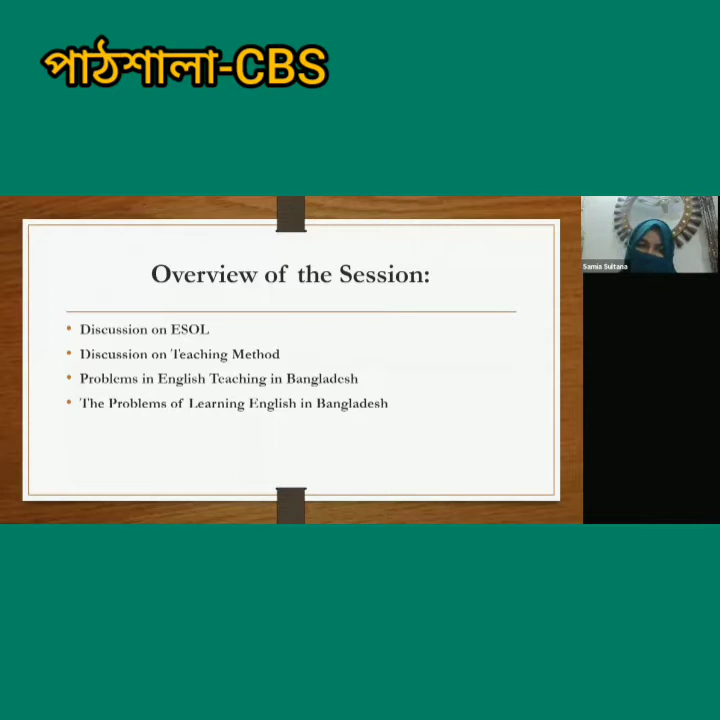 পাঠশালা-CBS
Overview of the Session:
• Discussion on ESOL
• Discussion on Teaching Method
• Problems in English Teaching in Bangladesh
• The Problems of Learning English in Bangladesh
Samia Sultana